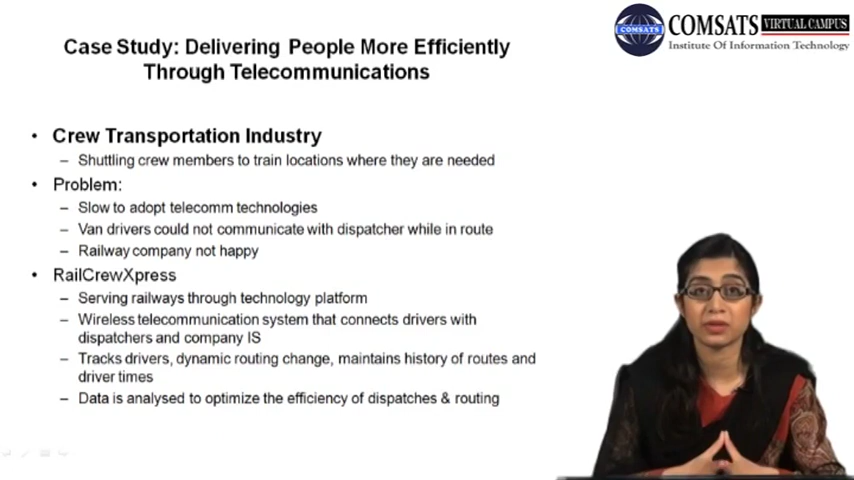 Case Study: Delivering People More Efficiently
Through Telecommunications
COMSATS VIRTUAL CAMPUS
COMSATS
Institute Of Information Technology
• Crew Transportation Industry
– Shuttling crew members to train locations where they are needed
• Problem:
– Slow to adopt telecomm technologies
– Van drivers could not communicate with dispatcher while in route
– Railway company not happy
• RailCrewXpress
– Serving railways through technology platform
– Wireless telecommunication system that connects drivers with
dispatchers and company IS
– Tracks drivers, dynamic routing change, maintains history of routes and
driver times
– Data is analysed to optimize the efficiency of dispatches & routing